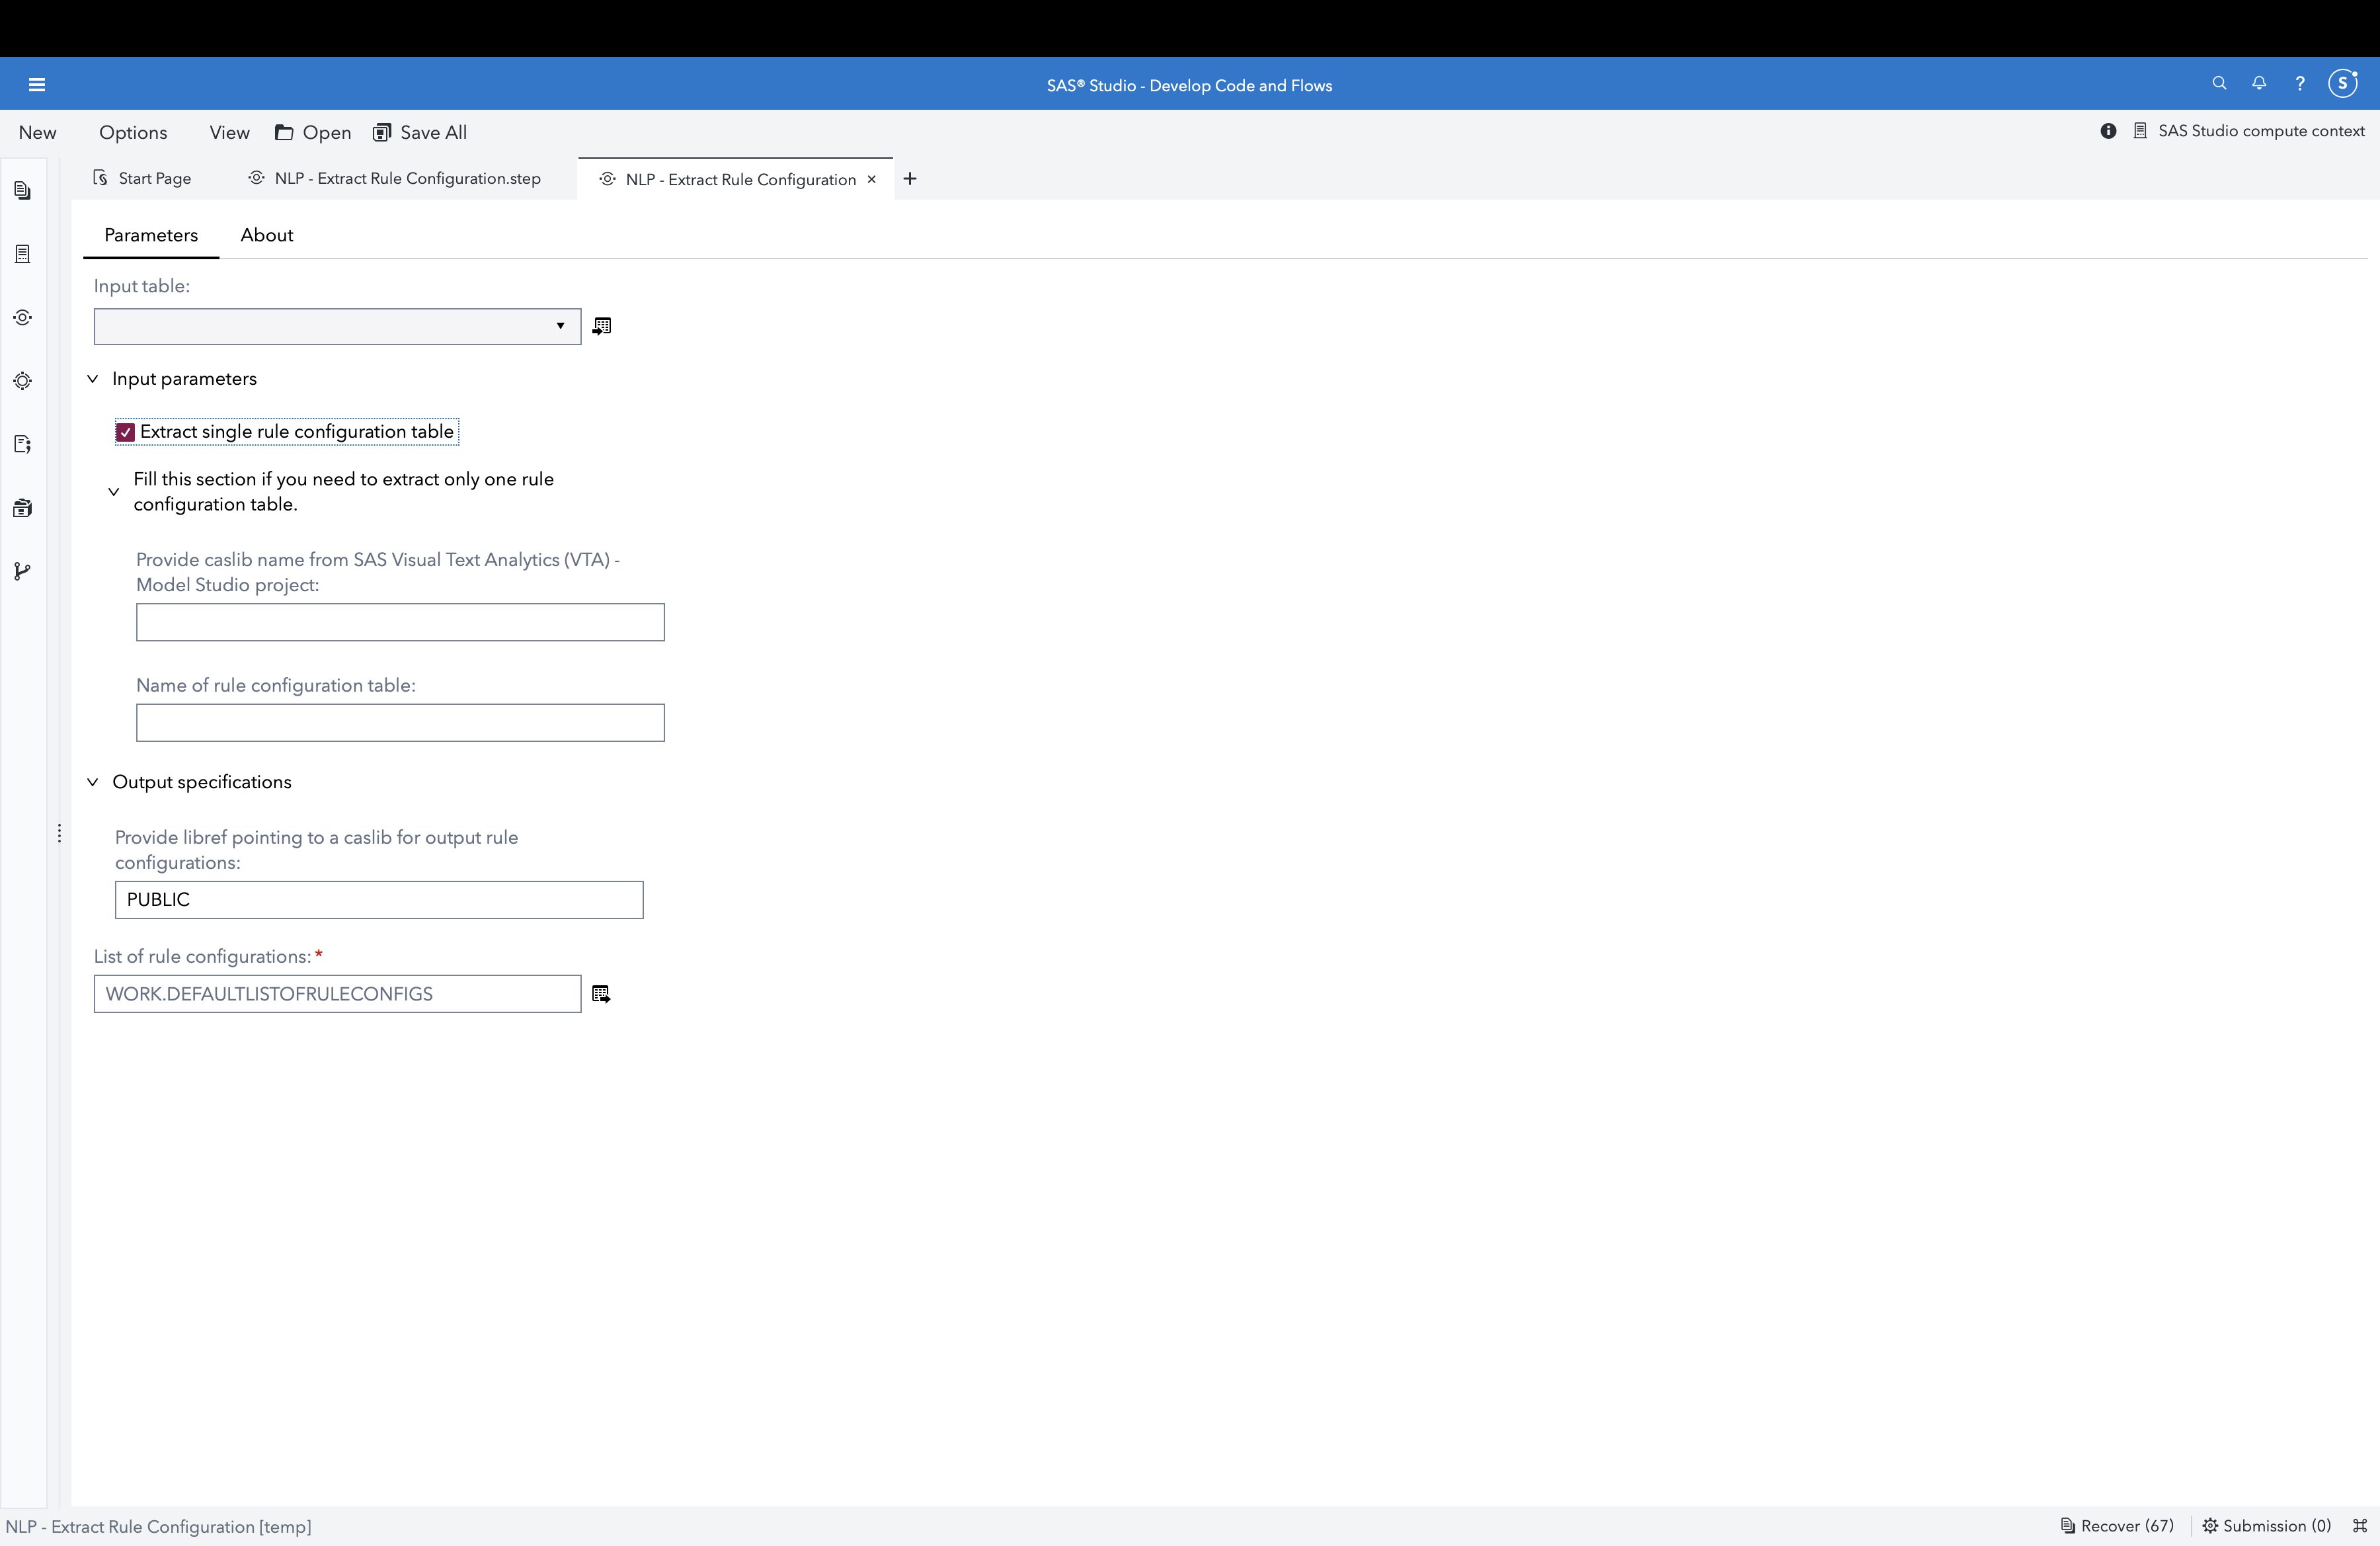 SAS® Studio - Develop Code and Flows
?
S
New
Options
View
Open
Save All
SAS Studio compute context
Start Page
NLP - Extract Rule Configuration.step
NLP - Extract Rule Configuration
Parameters
About
Input table:
Input parameters
Extract single rule configuration table
Fill this section if you need to extract only one rule
configuration table.
Provide caslib name from SAS Visual Text Analytics (VTA) -
Model Studio project:
Name of rule configuration table:
Output specifications
Provide libref pointing to a caslib for output rule
configurations:
PUBLIC
List of rule configurations: *
WORK.DEFAULTLISTOFRULECONFIGS
NLP - Extract Rule Configuration [temp]
Recover (67)
Submission (0)